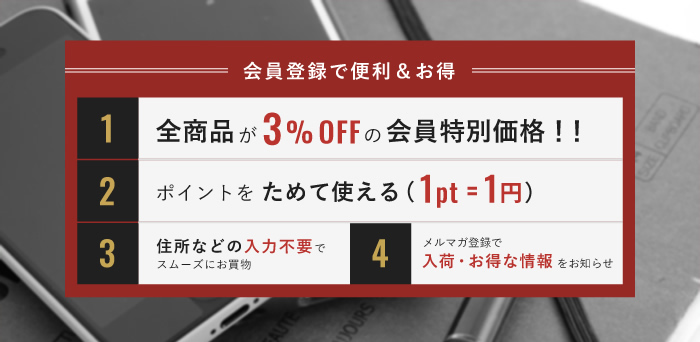 会員登録で便利＆お得
1 全商品が3%OFFの会員特別価格！！
2 ポイントをためて使える（1pt＝1円）
3 住所などの入力不要で
スムーズにお買物
4 メルマガ登録で
入荷・お得な情報をお知らせ